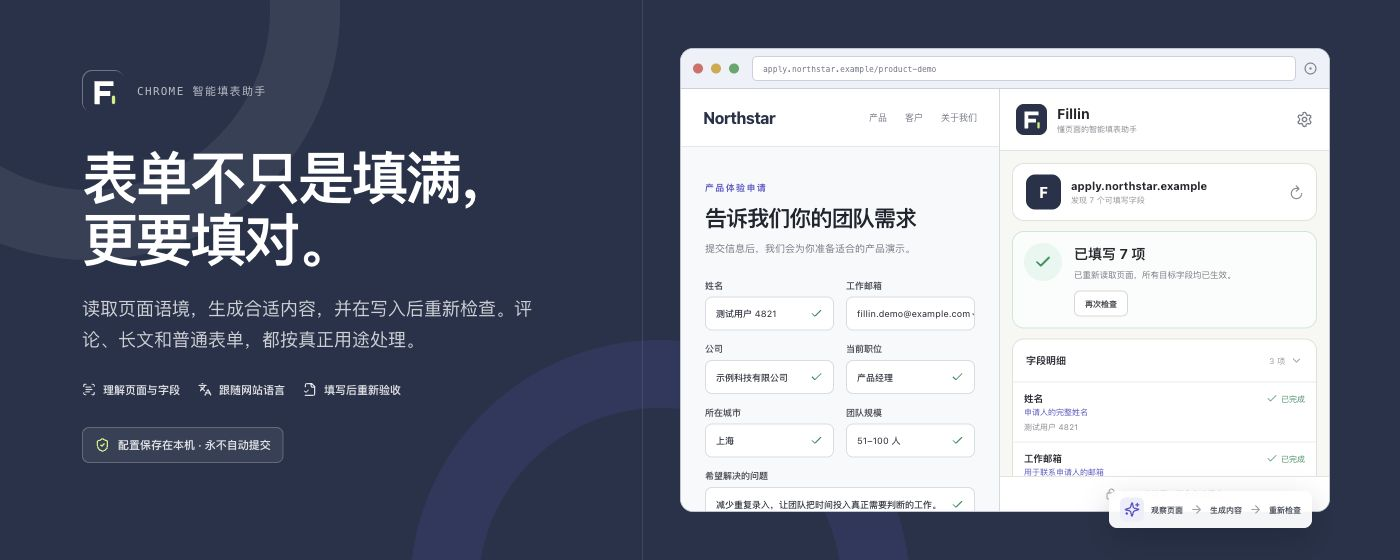 F
CHROME 智能填表助手
表单不只是填满，
更要填对。
读取页面语境，生成合适内容，并在写入后重新检查。评
论、长文和普通表单，都按真正用途处理。
理解页面与字段
跟随网站语言
填写后重新验收
配置保存在本机 · 永不自动提交
apply.northstar.example/product-demo
Northstar
产品
客户
关于我们
产品体验申请
告诉我们你的团队需求
提交信息后，我们会为你准备适合的产品演示。
姓名
工作邮箱
测试用户 4821
fillin.demo@example.com
公司
当前职位
示例科技有限公司
产品经理
所在城市
团队规模
上海
51–100 人
希望解决的问题
减少重复录入，让团队把时间投入真正需要判断的工作。
F
Fillin
懂页面的智能填表助手
F
apply.northstar.example
发现 7 个可填写字段
已填写 7 项
已重新读取页面，所有目标字段均已生效。
再次检查
字段明细
3 项
姓名
已完成
申请人的完整姓名
测试用户 4821
工作邮箱
已完成
用于联系申请人的邮箱
观察页面 → 生成内容 → 重新检查